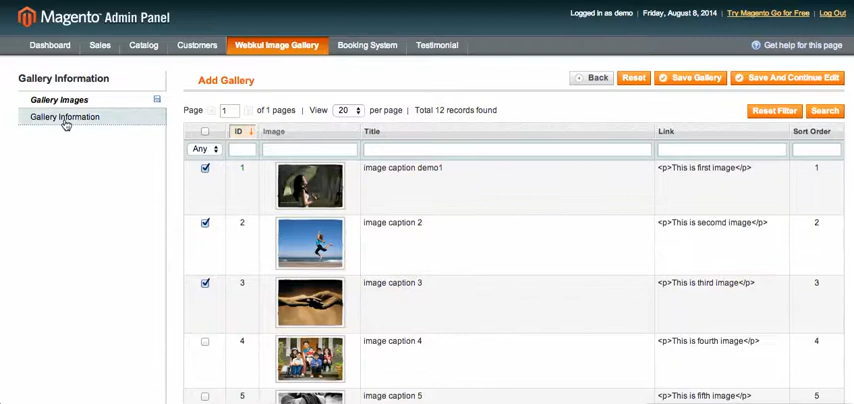 Magento Admin Panel
Logged in as demo | Friday, August 8, 2014 | Try Magento Go for Free | Log Out
Dashboard Sales Catalog Customers Webkul Image Gallery Booking System Testimonial Get help for this page
Gallery Information
Gallery Images
Gallery Information
Add Gallery
Back Reset Save Gallery Save And Continue Edit
Page 1 of 1 pages | View 20 per page | Total 12 records found
Reset Filter Search
ID Image Title Link Sort Order
Any
1 image caption demo1 <p>This is first image</p> 1
2 image caption 2 <p>This is secomd image</p> 2
3 image caption 3 <p>This is third image</p> 3
4 image caption 4 <p>This is fourth image</p> 4
5 image caption 5 <p>This is fifth image</p> 5